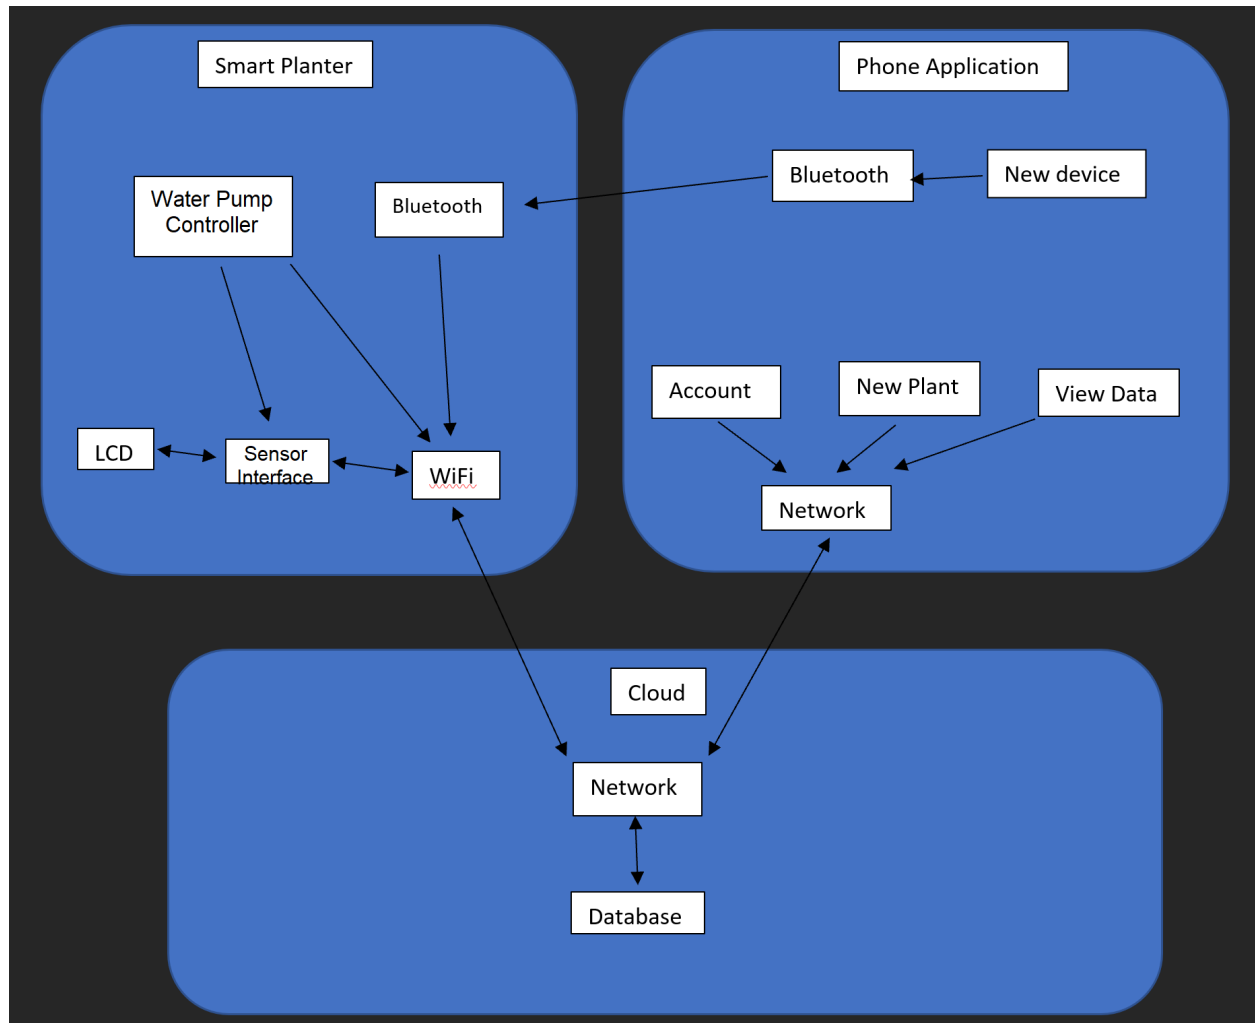 Smart Planter
Water Pump
Controller
Bluetooth
LCD
Sensor
Interface
WiFi
Phone Application
Bluetooth
New device
Account
New Plant
View Data
Network
Cloud
Network
Database